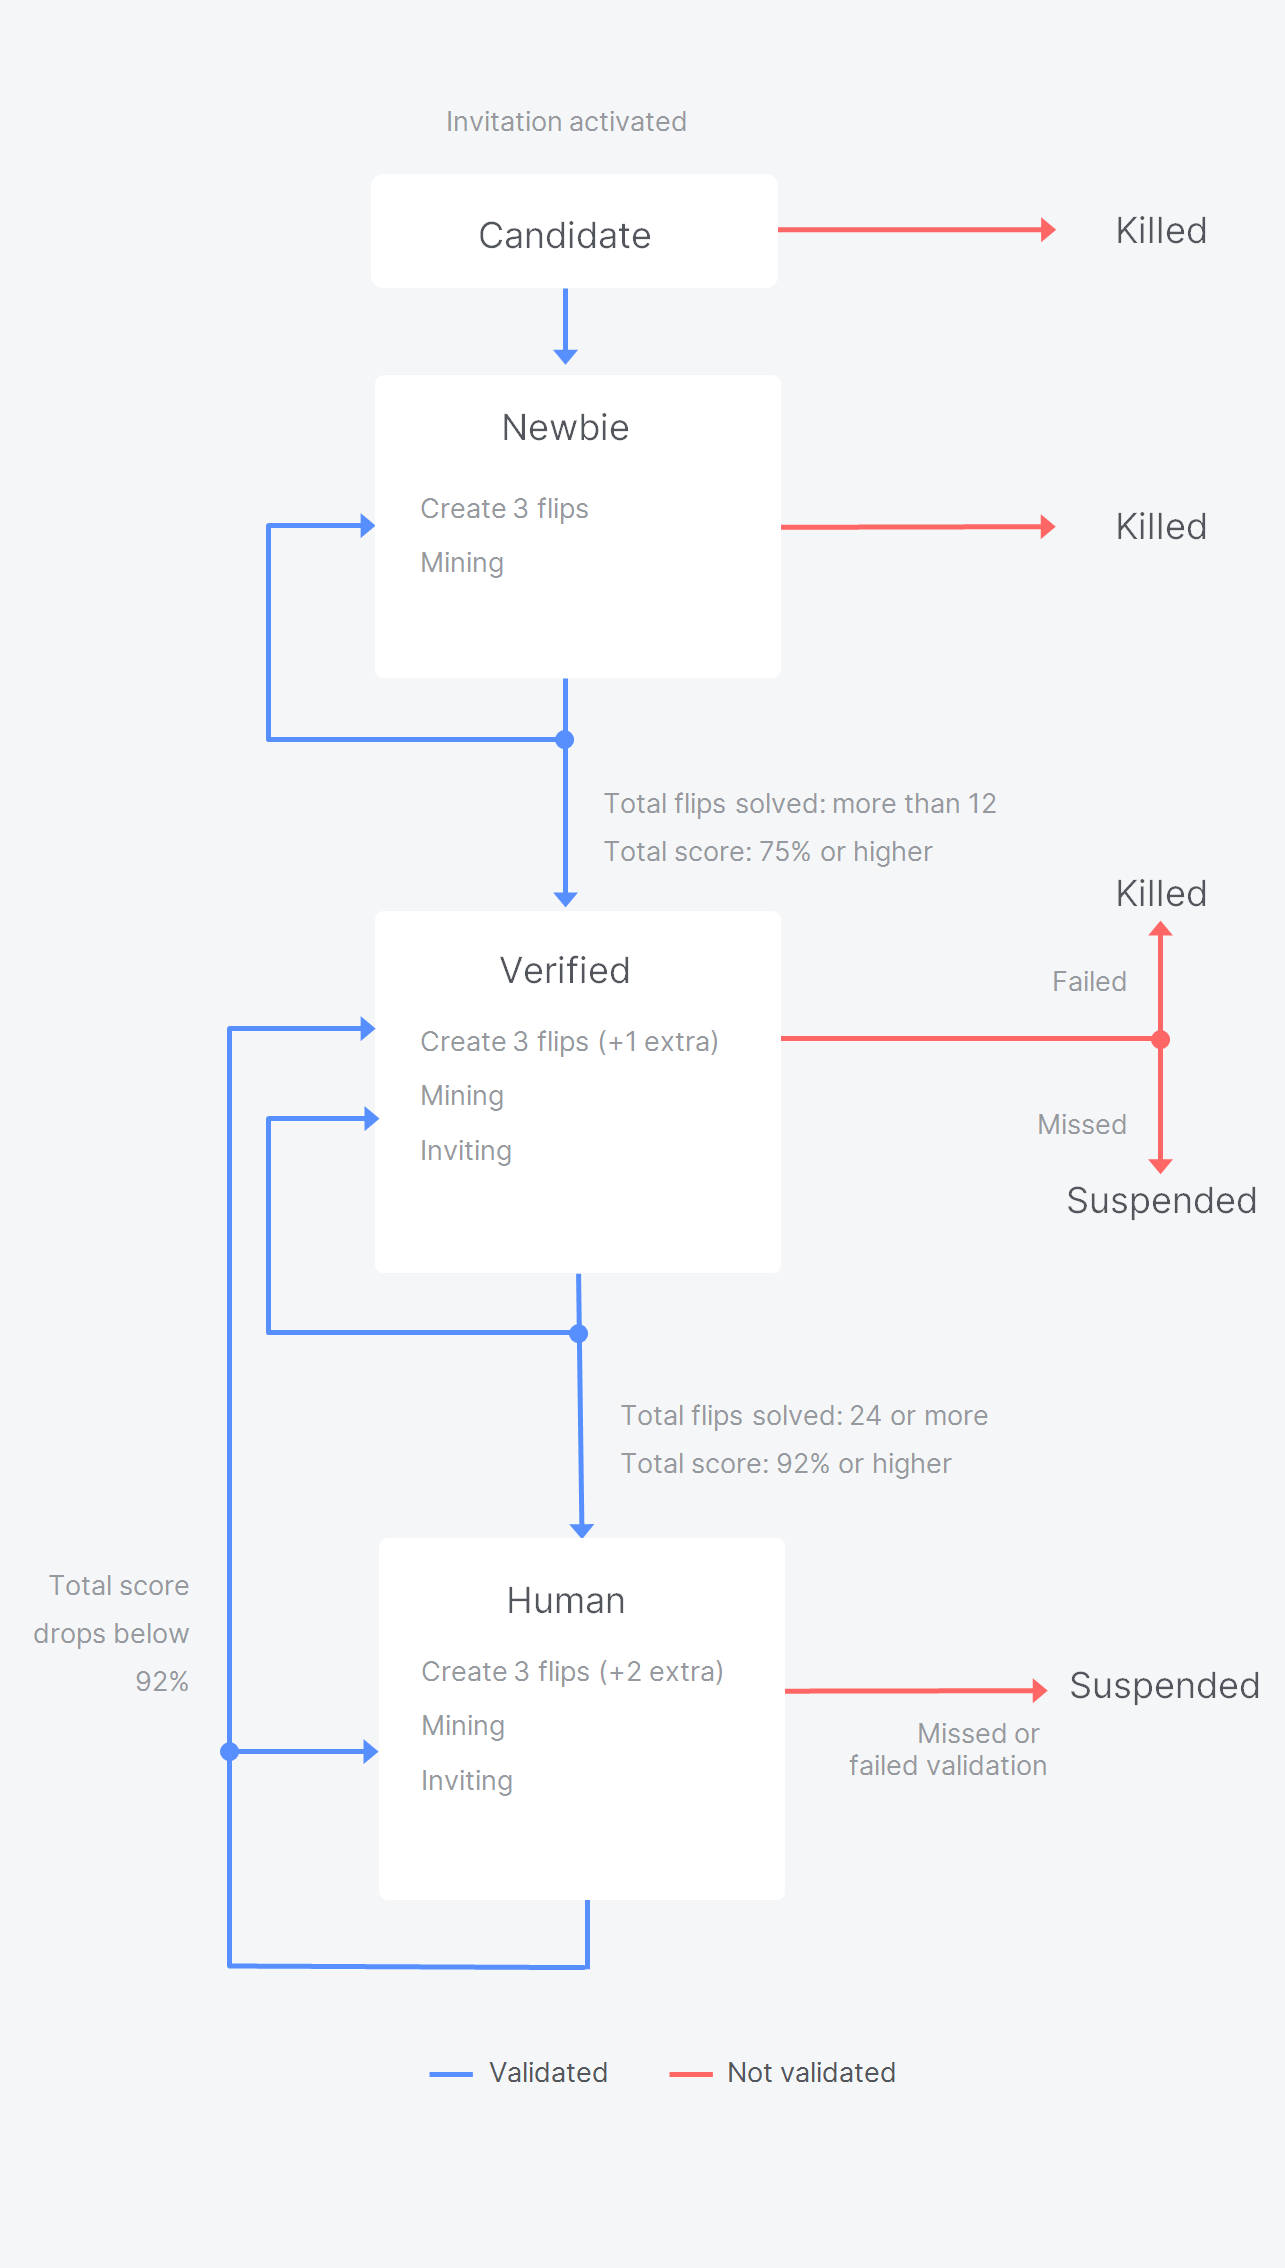 Invitation activated
Candidate
Killed
Newbie
Create 3 flips
Mining
Killed
Total flips solved: more than 12
Total score: 75% or higher
Killed
Verified
Failed
Create 3 flips (+1 extra)
Mining
Missed
Inviting
Suspended
Total flips solved: 24 or more
Total score: 92% or higher
Total score
drops below
92%
Human
Create 3 flips (+2 extra)
Suspended
Mining
Missed or
failed validation
Inviting
Validated
Not validated